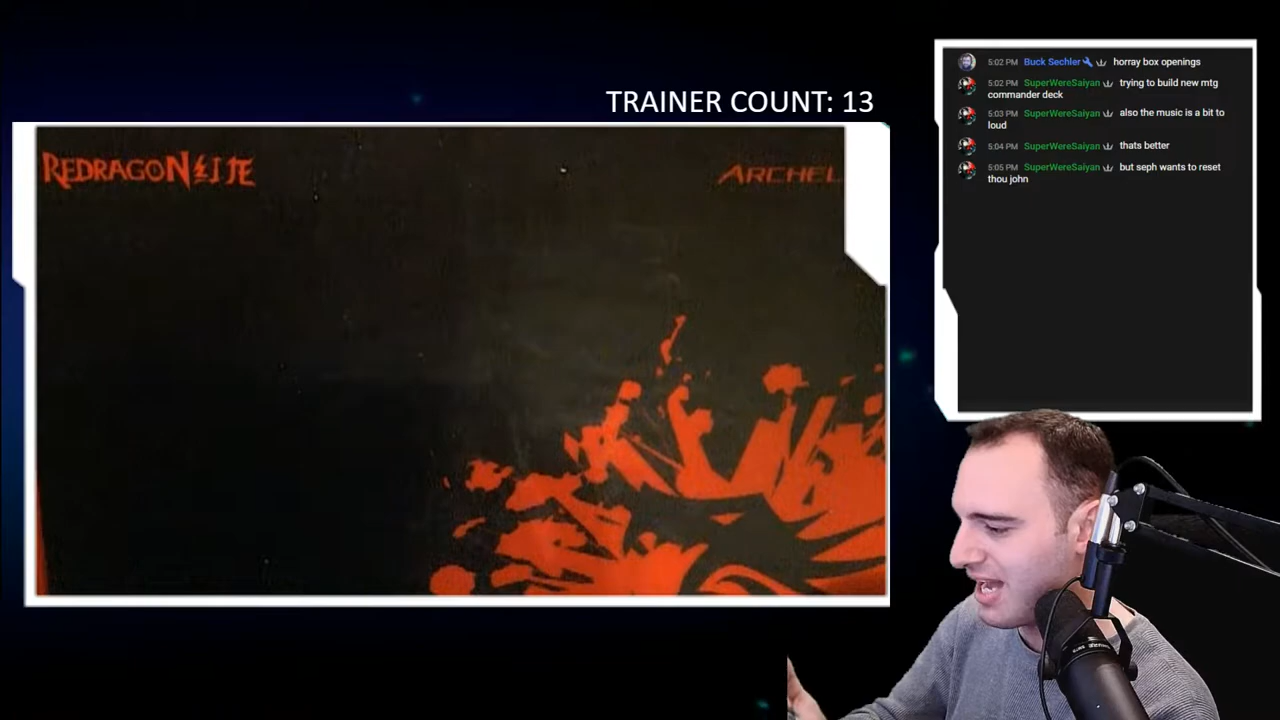 TRAINER COUNT: 13
REDRAGON
ARCHEL
5:02 PM Buck Sechler horray box openings
5:02 PM SuperWereSaiyan trying to build new mtg
commander deck
5:03 PM SuperWereSaiyan also the music is a bit to
loud
5:04 PM SuperWereSaiyan thats better
5:05 PM SuperWereSaiyan but seph wants to reset
thou john